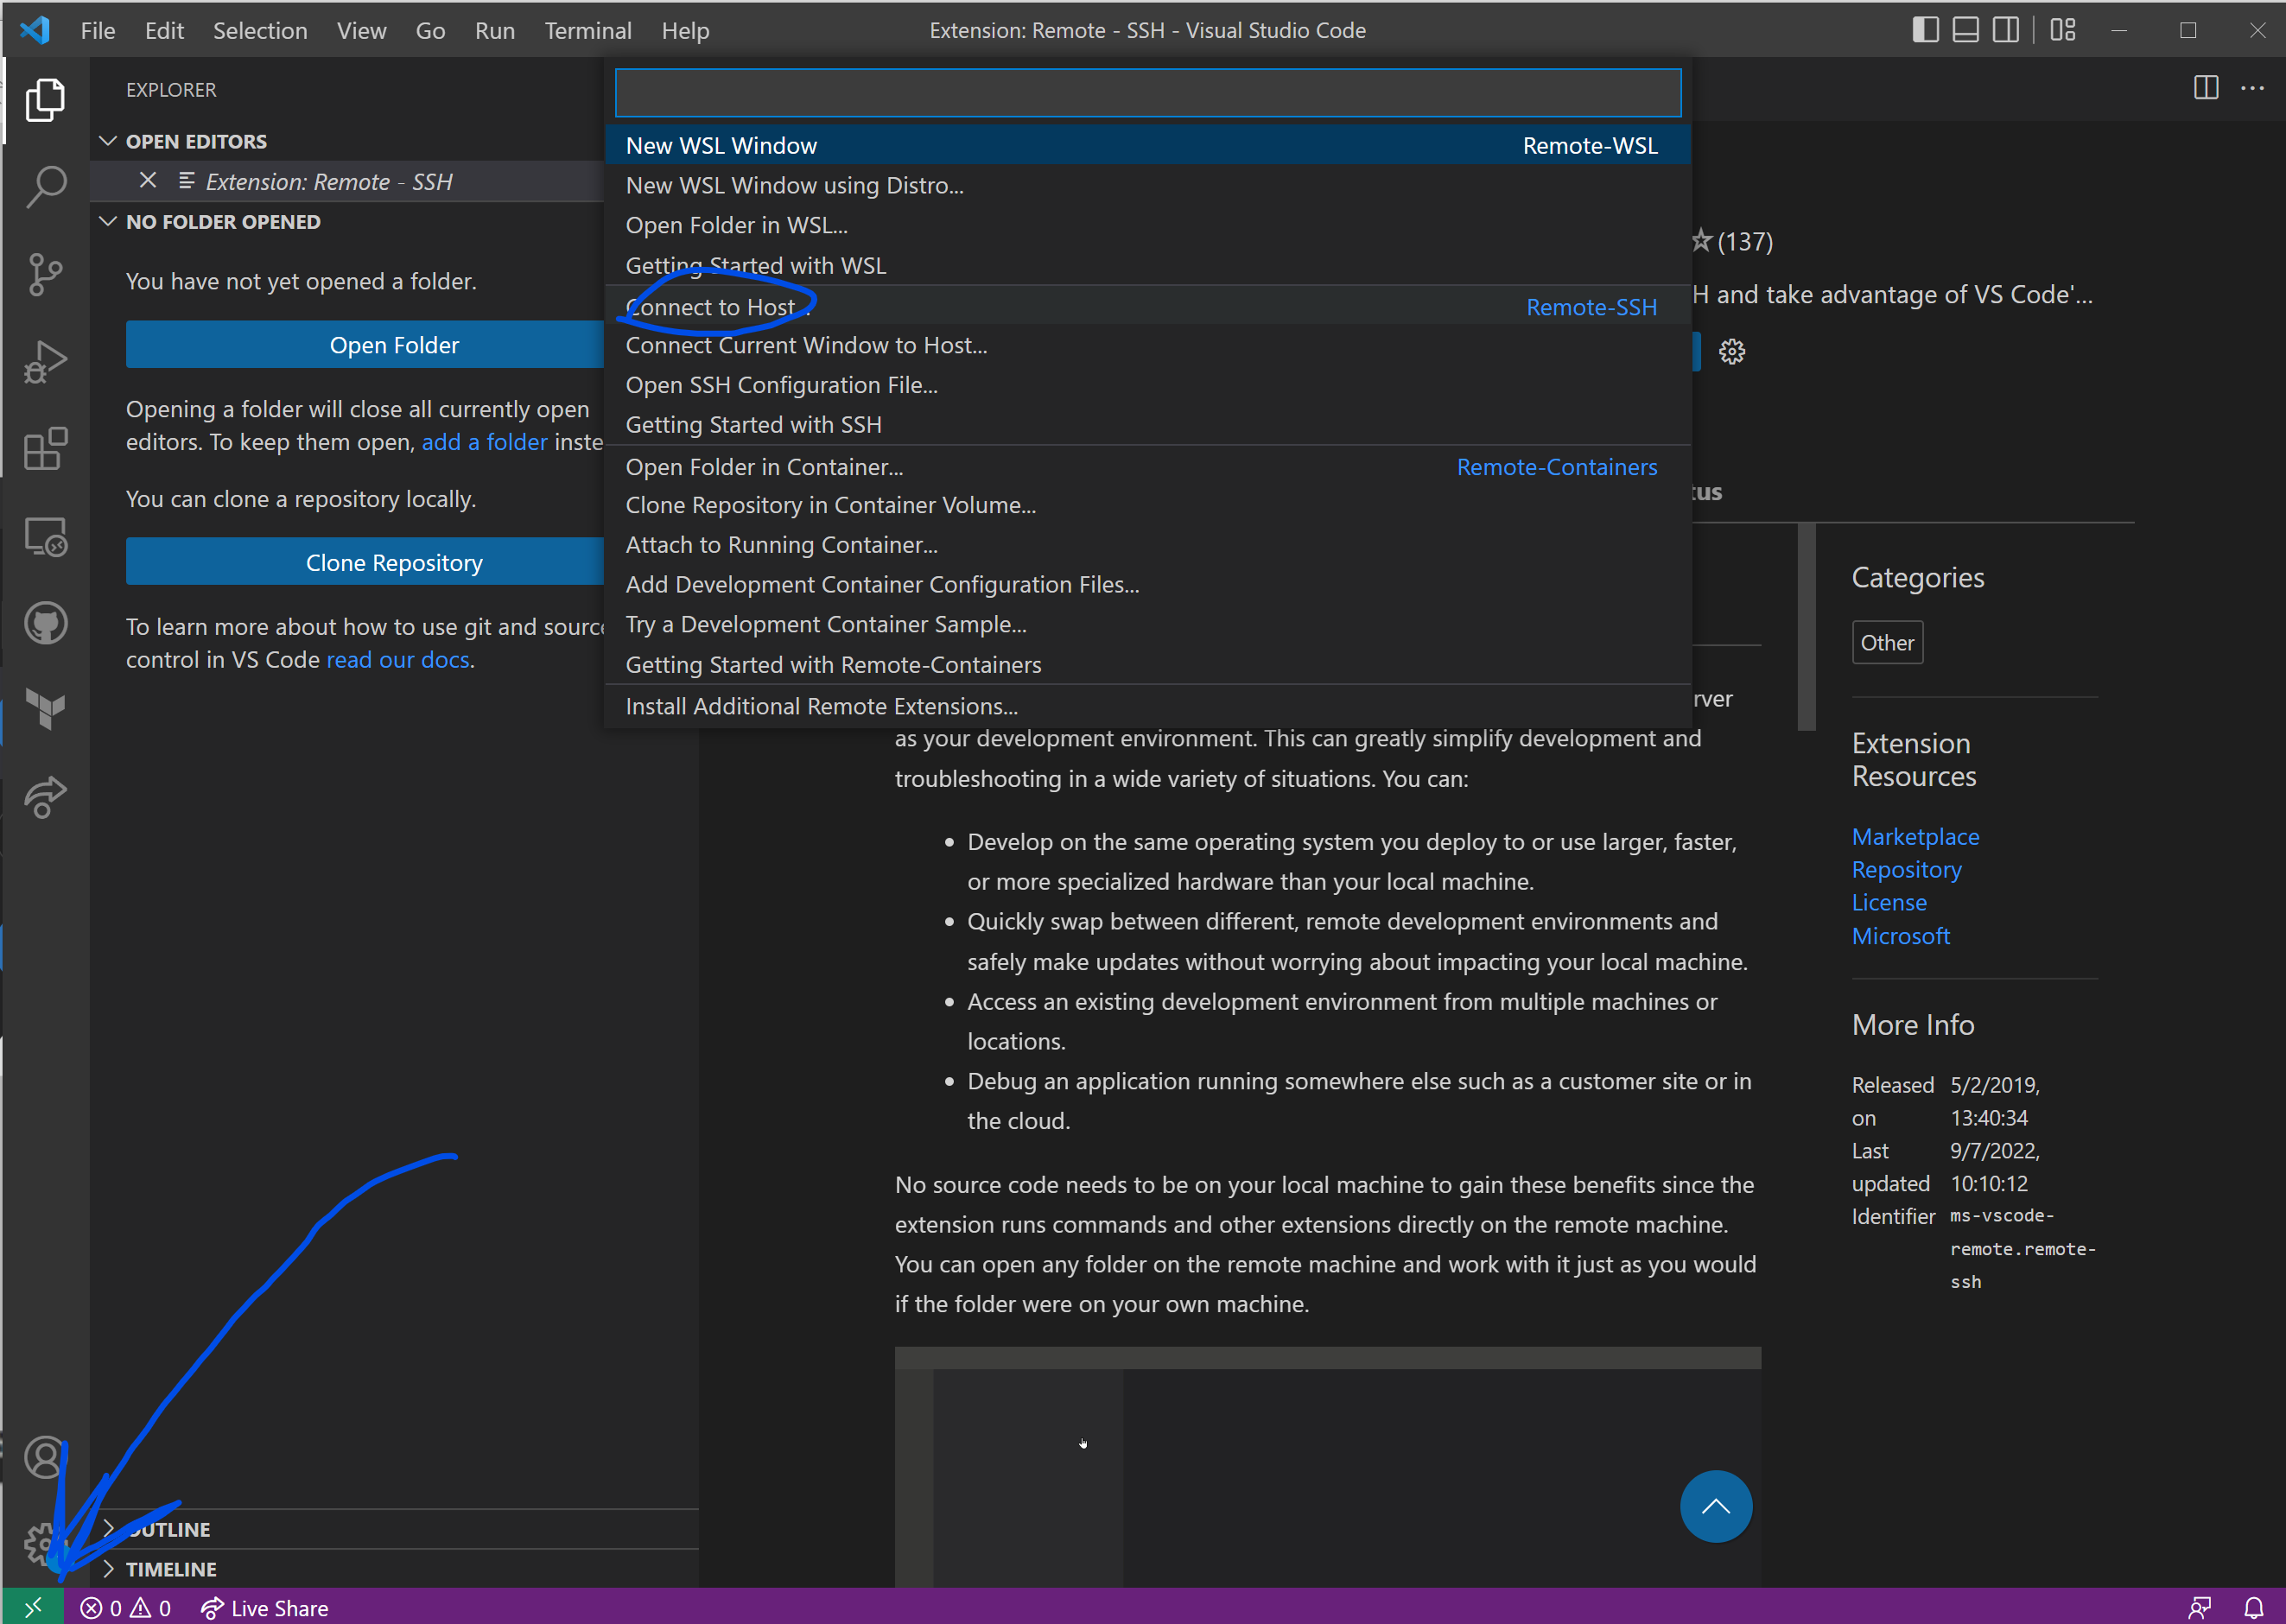 File Edit Selection View Go Run Terminal Help
Extension: Remote - SSH - Visual Studio Code
EXPLORER
OPEN EDITORS
Extension: Remote - SSH
NO FOLDER OPENED
You have not yet opened a folder.
Open Folder
Opening a folder will close all currently open
editors. To keep them open, add a folder inste
You can clone a repository locally.
Clone Repository
To learn more about how to use git and source
control in VS Code read our docs.
OUTLINE
TIMELINE
New WSL Window Remote-WSL
New WSL Window using Distro...
Open Folder in WSL...
Getting Started with WSL
Connect to Host... Remote-SSH
Connect Current Window to Host...
Open SSH Configuration File...
Getting Started with SSH
Open Folder in Container... Remote-Containers
Clone Repository in Container Volume...
Attach to Running Container...
Add Development Container Configuration Files...
Try a Development Container Sample...
Getting Started with Remote-Containers
Install Additional Remote Extensions...
(137)
H and take advantage of VS Code'...
tus
rver
as your development environment. This can greatly simplify development and
troubleshooting in a wide variety of situations. You can:
• Develop on the same operating system you deploy to or use larger, faster,
or more specialized hardware than your local machine.
• Quickly swap between different, remote development environments and
safely make updates without worrying about impacting your local machine.
• Access an existing development environment from multiple machines or
locations.
• Debug an application running somewhere else such as a customer site or in
the cloud.
No source code needs to be on your local machine to gain these benefits since the
extension runs commands and other extensions directly on the remote machine.
You can open any folder on the remote machine and work with it just as you would
if the folder were on your own machine.
Categories
Other
Extension
Resources
Marketplace
Repository
License
Microsoft
More Info
Released 5/2/2019,
on 13:40:34
Last 9/7/2022,
updated 10:10:12
Identifier ms-vscode-
remote.remote-
ssh
0 0 Live Share